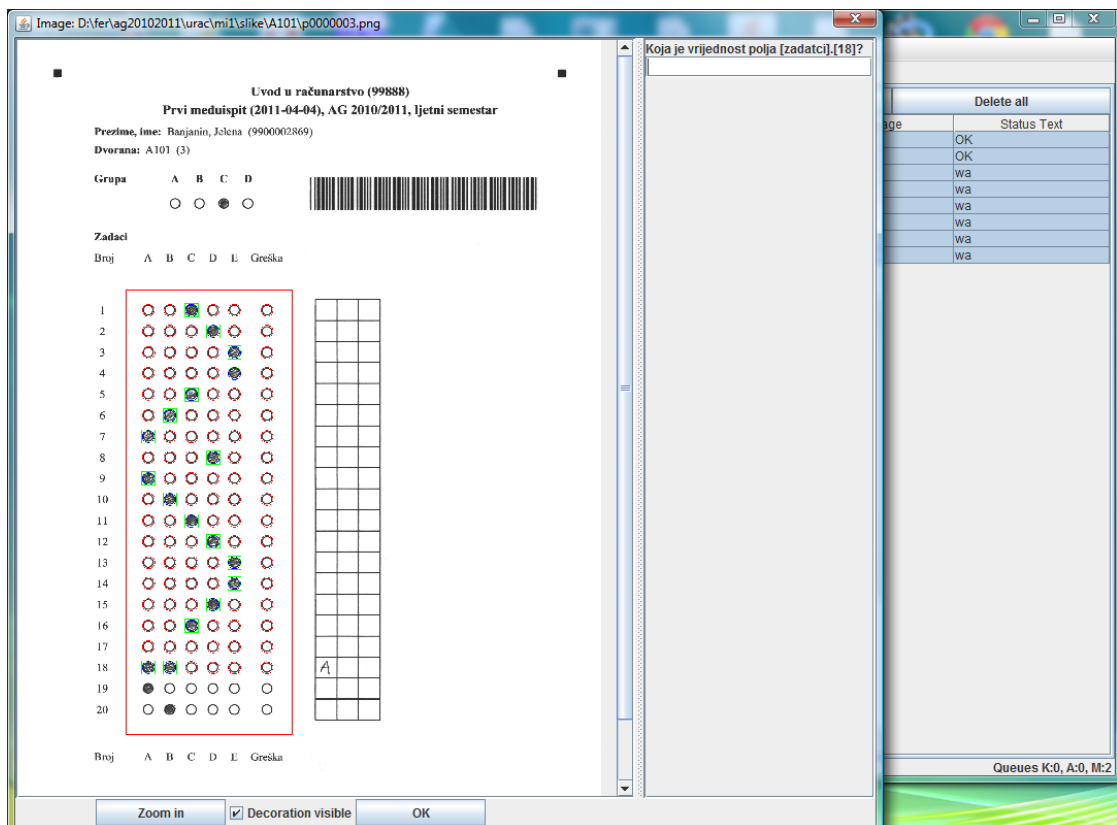 Image: D:\fer\ag20102011\urac\mi1\slike\A101\p0000003.png
Uvod u računarstvo (99888)
Prvi meduispit (2011-04-04), AG 2010/2011, ljetni semestar
Prezime, ime: Banjanin, Jelena (9900002869)
Dvorana: A101 (3)
Grupa A B C D
Zadaci
Broj A B C D E Greška
1
2
3
4
5
6
7
8
9
10
11
12
13
14
15
16
17
18 A
19
20
Broj A B C D E Greška
Zoom in Decoration visible OK
Koja je vrijednost polja [zadatci].[18]?
Delete all
age Status Text
OK
OK
wa
wa
wa
wa
wa
wa
Queues K:0, A:0, M:2